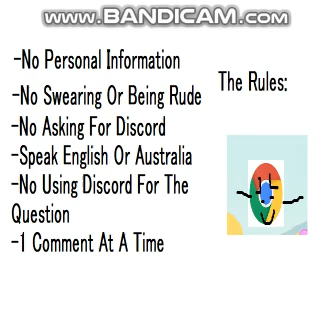 www.BANDICAM.com
The Rules:
-No Personal Information
-No Swearing Or Being Rude
-No Asking For Discord
-Speak English Or Australia
-No Using Discord For The
Question
-1 Comment At A Time